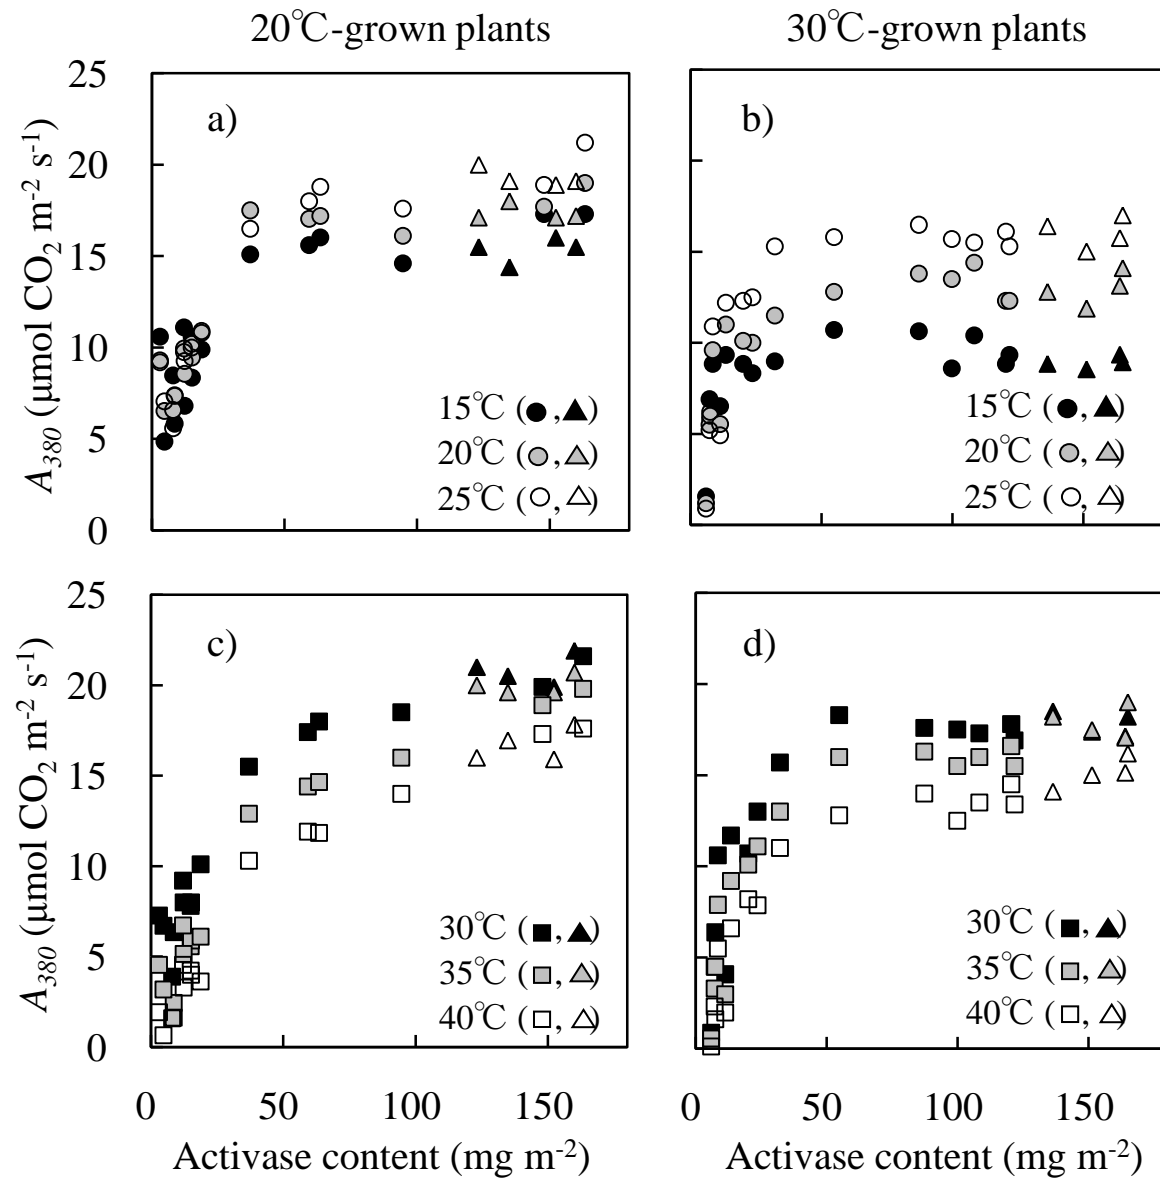 20℃-grown plants
30℃-grown plants
a)
25
20
15
10
5
0
A380 (μmol CO2 m-2 s-1)
15℃ (●,▲)
20℃ (○,△)
25℃ (○,△)
b)
15℃ (●,▲)
20℃ (○,△)
25℃ (○,△)
c)
25
20
15
10
5
0
A380 (μmol CO2 m-2 s-1)
30℃ (■,▲)
35℃ (□,△)
40℃ (□,△)
0 50 100 150
Activase content (mg m-2)
d)
30℃ (■,▲)
35℃ (□,△)
40℃ (□,△)
0 50 100 150
Activase content (mg m-2)